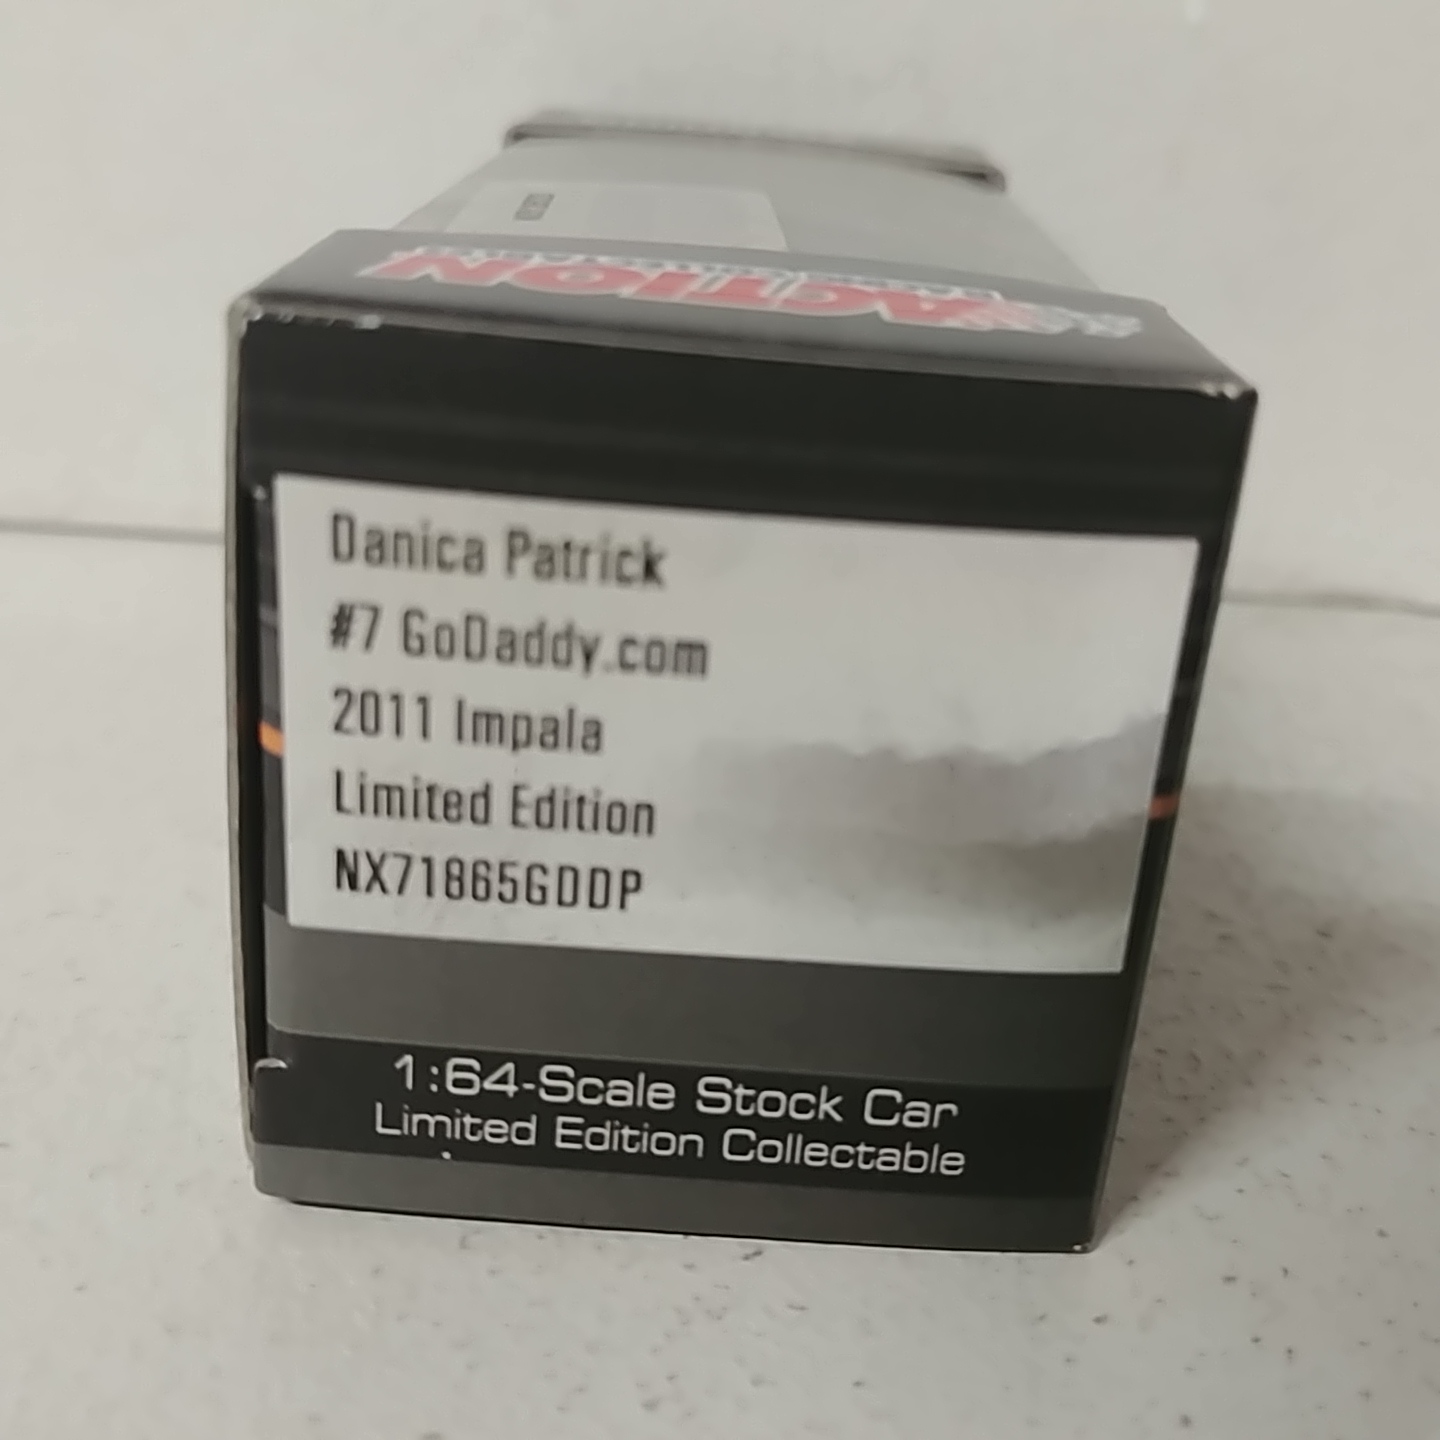 ACTION
Danica Patrick
#7 GoDaddy.com
2011 Impala
Limited Edition
NX71865GDDP
1:64-Scale Stock Car
Limited Edition Collectable